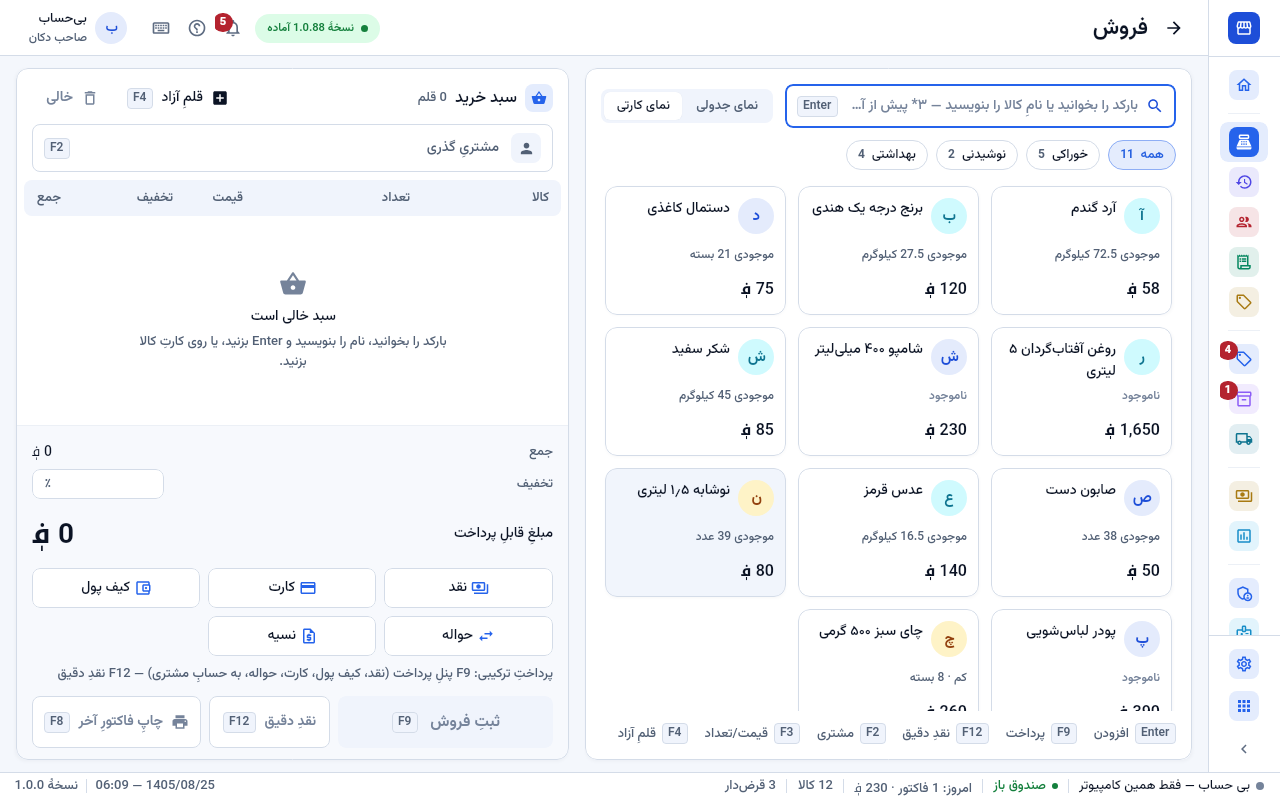 فروش
نسخهٔ 1.0.88 آماده
5
ب
بی‌حساب
صاحب دکان
بارکد را بخوانید یا نامِ کالا را بنویسید — ۳* پیش از آ...
Enter
نمای جدولی
نمای کارتی
همه 11
خوراکی 5
نوشیدنی 2
بهداشتی 4
آ
آرد گندم
موجودی 72.5 کیلوگرم
58 ؋
ب
برنج درجه یک هندی
موجودی 27.5 کیلوگرم
120 ؋
د
دستمال کاغذی
موجودی 21 بسته
75 ؋
ر
روغن آفتاب‌گردان ۵
لیتری
ناموجود
1,650 ؋
ش
شامپو ۴۰۰ میلی‌لیتر
ناموجود
230 ؋
ش
شکر سفید
موجودی 45 کیلوگرم
85 ؋
ص
صابون دست
موجودی 38 عدد
50 ؋
ع
عدس قرمز
موجودی 16.5 کیلوگرم
140 ؋
ن
نوشابه ۱٫۵ لیتری
موجودی 39 عدد
80 ؋
پ
پودر لباس‌شویی
ناموجود
چ
چای سبز ۵۰۰ گرمی
کم · 8 بسته
Enter افزودن
F9 پرداخت
F12 نقدِ دقیق
F2 مشتری
F3 قیمت/تعداد
F4 قلمِ آزاد
سبد خرید 0 قلم
قلمِ آزاد F4
خالی
مشتریِ گذری
F2
کالا
تعداد
قیمت
تخفیف
جمع
سبد خالی است
بارکد را بخوانید، نام را بنویسید و Enter بزنید، یا روی کارتِ کالا
بزنید.
جمع
0 ؋
تخفیف
٪
مبلغِ قابلِ پرداخت
0 ؋
نقد
کارت
کیف پول
حواله
نسیه
پرداختِ ترکیبی: F9 پنلِ پرداخت (نقد، کیف پول، کارت، حواله، به حسابِ مشتری) — F12 نقدِ دقیق
ثبتِ فروش F9
نقدِ دقیق F12
چاپِ فاکتورِ آخر F8
4
1
بی حساب — فقط همین کامپیوتر
صندوق باز
امروز: 1 فاکتور · 230 ؋
12 کالا
3 قرض‌دار
1405/08/25 — 06:09
نسخهٔ 1.0.0